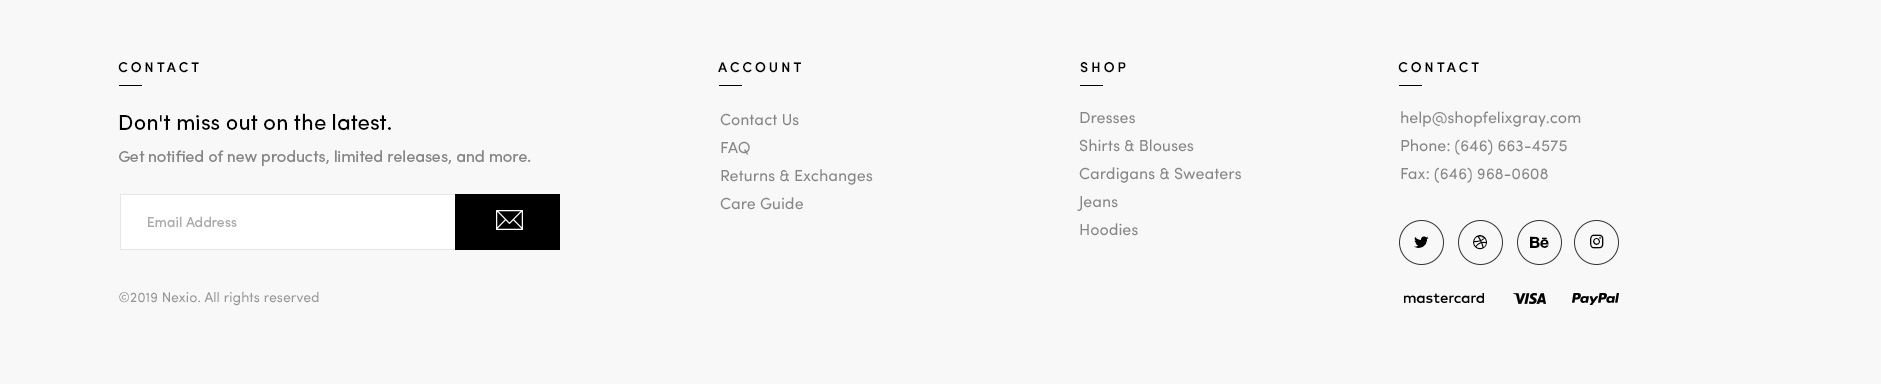 CONTACT
Don't miss out on the latest.
Get notified of new products, limited releases, and more.
Email Address
©2019 Nexio. All rights reserved
ACCOUNT
Contact Us
FAQ
Returns & Exchanges
Care Guide
SHOP
Dresses
Shirts & Blouses
Cardigans & Sweaters
Jeans
Hoodies
CONTACT
help@shopfelixgray.com
Phone: (646) 663-4575
Fax: (646) 968-0608
Bē
mastercard VISA PayPal